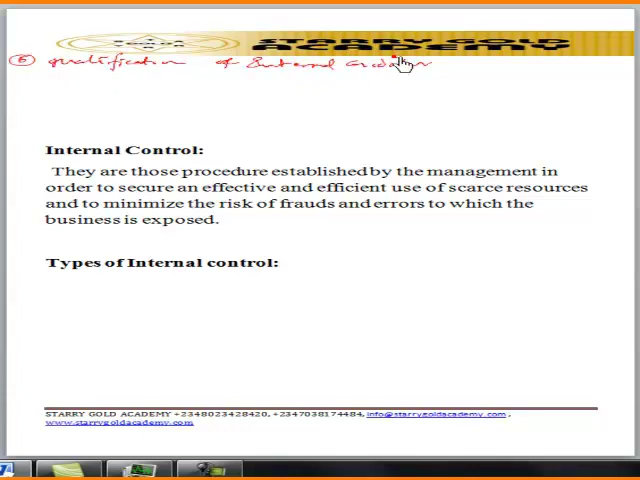 STARRY GOLD
ACADEMY
5 qualification of Internal Auditor
Internal Control:
They are those procedure established by the management in
order to secure an effective and efficient use of scarce resources
and to minimize the risk of frauds and errors to which the
business is exposed.
Types of Internal control:
STARRY GOLD ACADEMY +2348023428420, +2347038174484, info@starrygoldacademy.com ,
www.starrygoldacademy.com